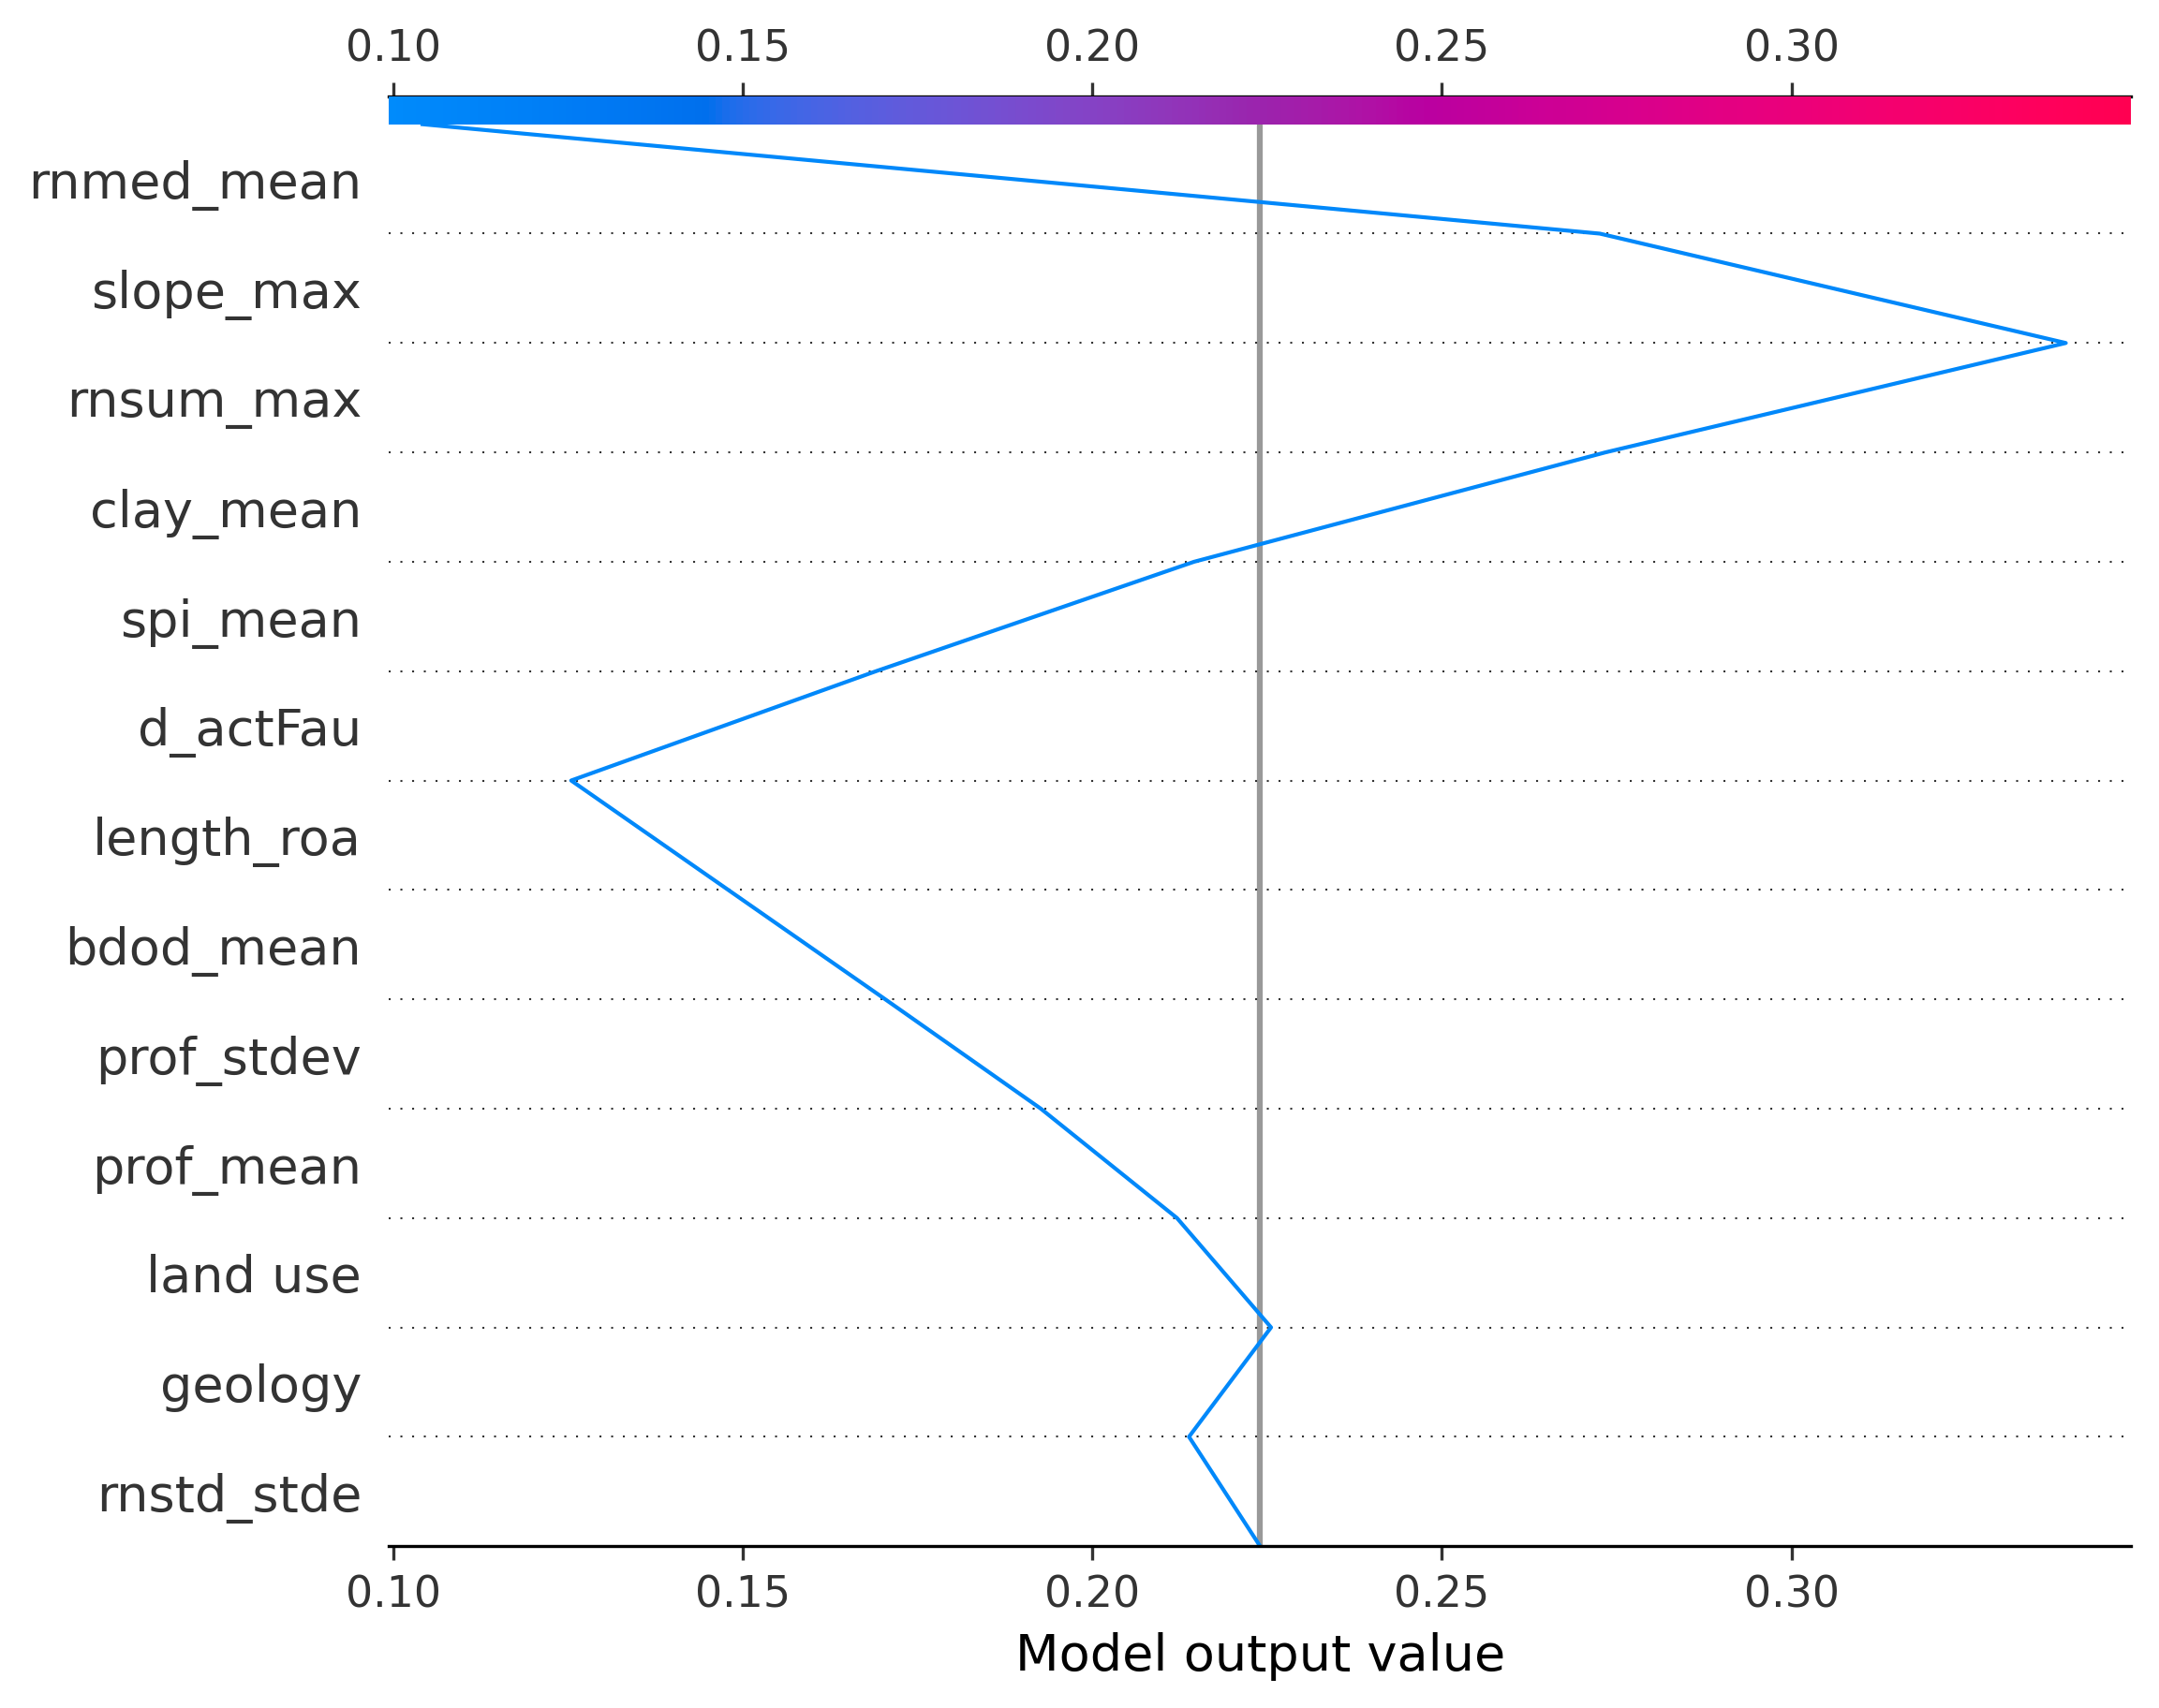 0.10 0.15 0.20 0.25 0.30
rnmed_mean
slope_max
rnsum_max
clay_mean
spi_mean
d_actFau
length_roa
bdod_mean
prof_stdev
prof_mean
land use
geology
rnstd_stde
0.10 0.15 0.20 0.25 0.30
Model output value